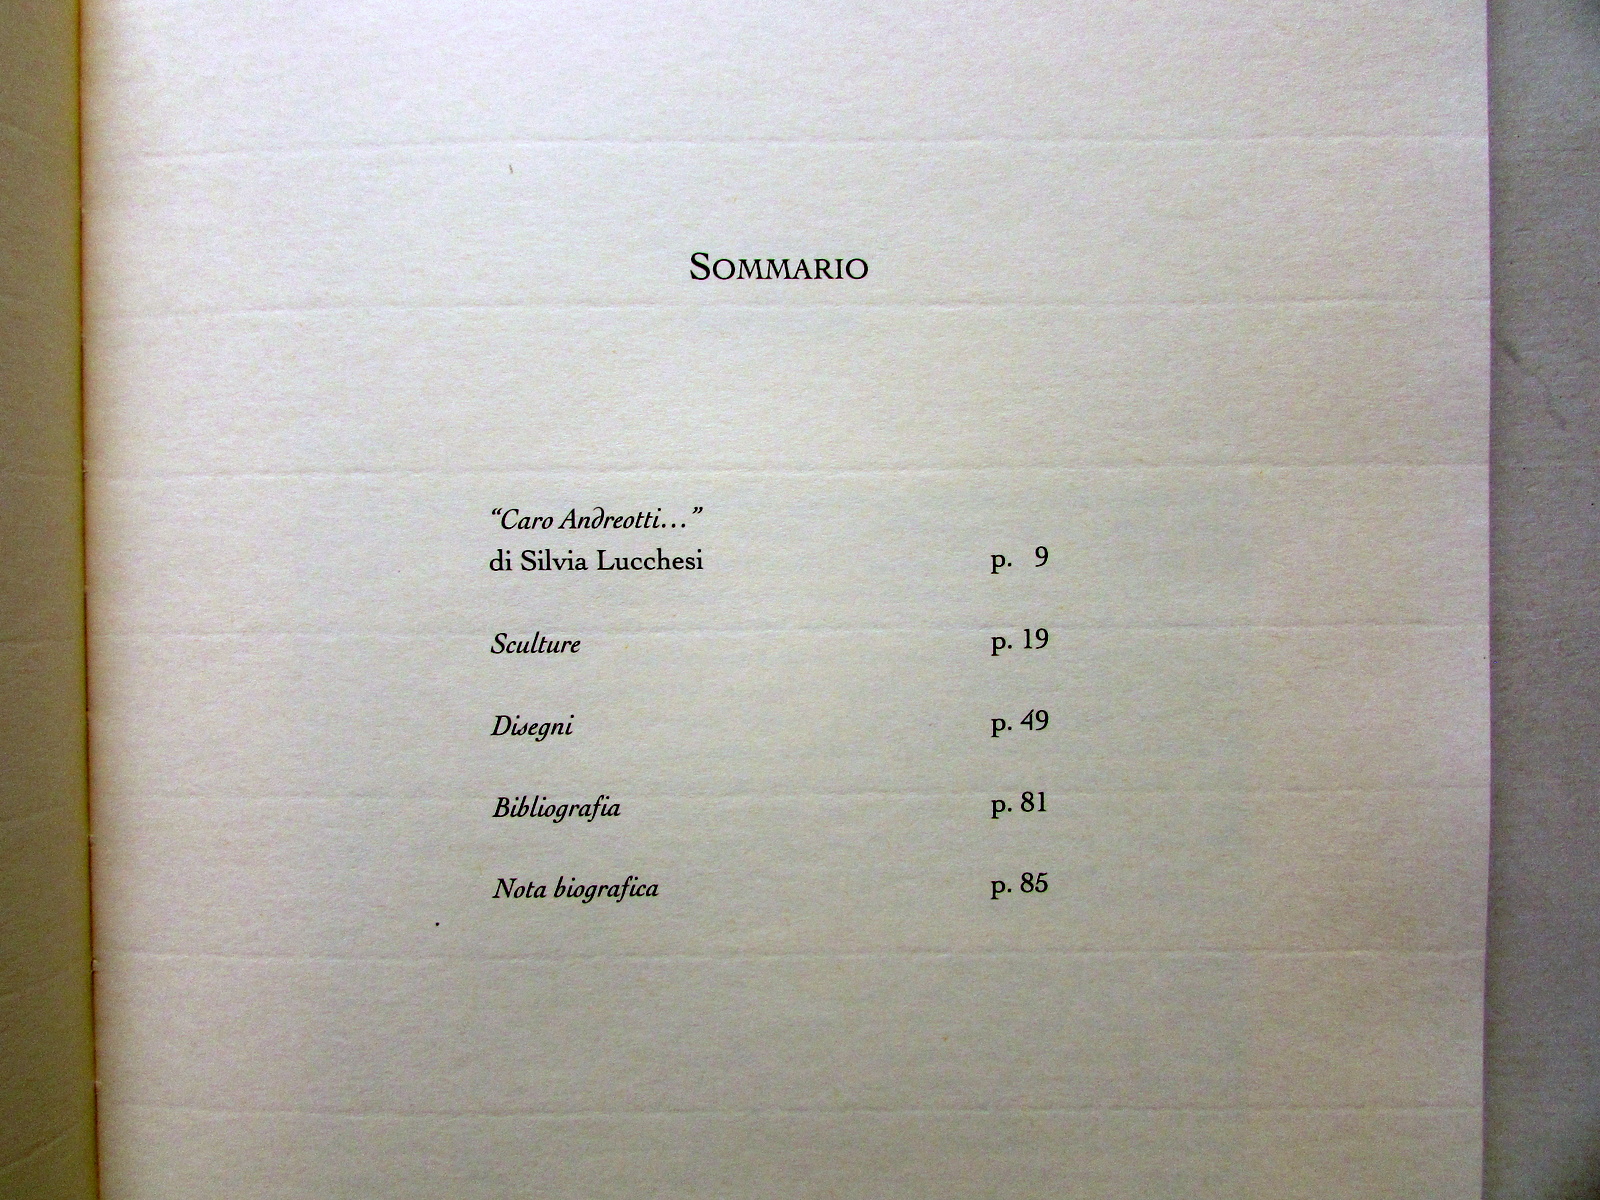 SOMMARIO
“Caro Andreotti...”
di Silvia Lucchesi p. 9
Sculture p. 19
Disegni p. 49
Bibliografia p. 81
Nota biografica p. 85